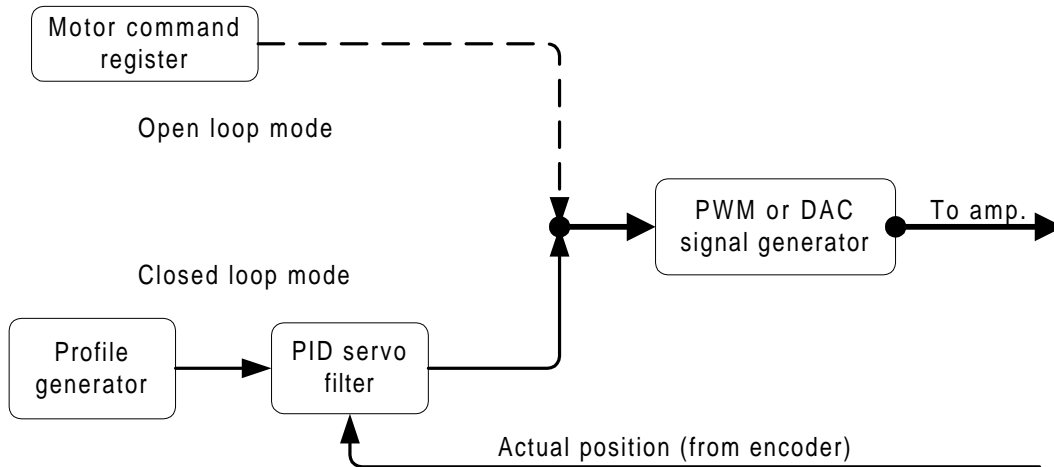 Motor command
register
Open loop mode
PWM or DAC
signal generator
To amp.
Closed loop mode
Profile
generator
PID servo
filter
Actual position (from encoder)